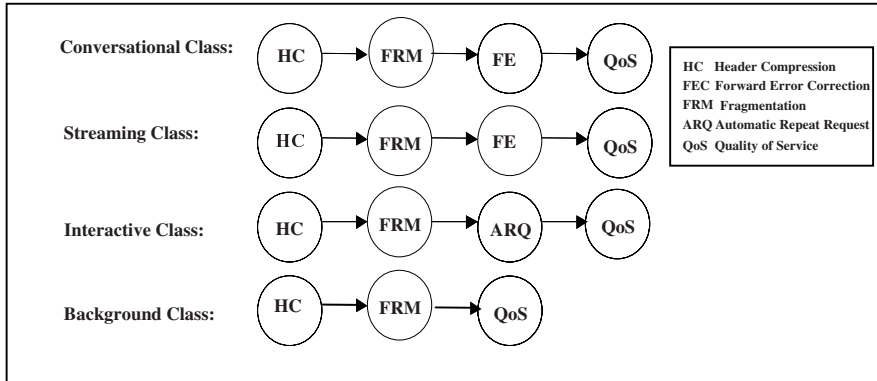 Conversational Class: HC FRM FE QoS
Streaming Class: HC FRM FE QoS
Interactive Class: HC FRM ARQ QoS
Background Class: HC FRM QoS
HC Header Compression
FEC Forward Error Correction
FRM Fragmentation
ARQ Automatic Repeat Request
QoS Quality of Service